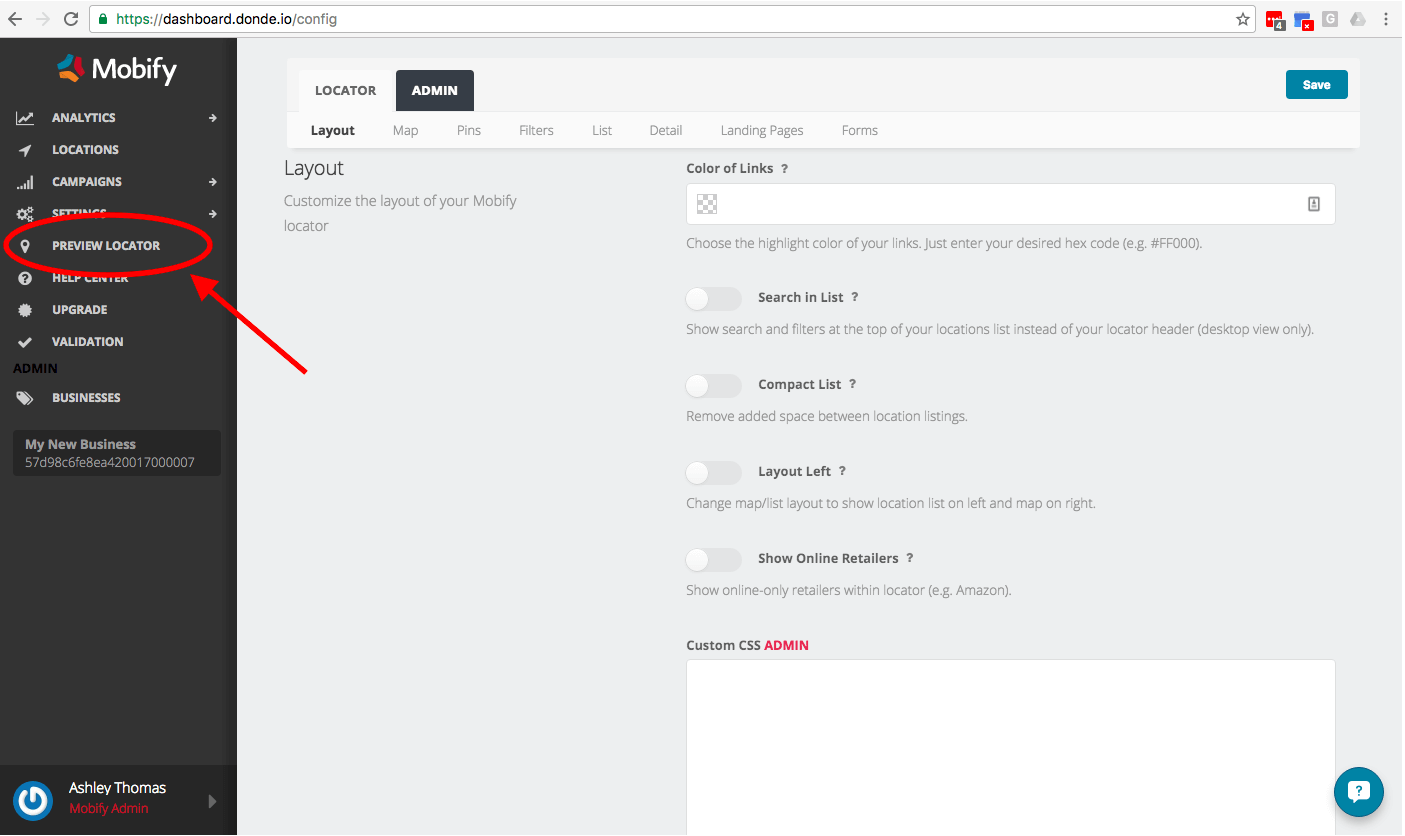 https://dashboard.donde.io/config
4
G
Mobify
ANALYTICS
LOCATIONS
CAMPAIGNS
SETTINGS
PREVIEW LOCATOR
HELP CENTER
UPGRADE
VALIDATION
ADMIN
BUSINESSES
My New Business
57d98c6fe8ea420017000007
Ashley Thomas
Mobify Admin
LOCATOR ADMIN Save
Layout Map Pins Filters List Detail Landing Pages Forms
Layout
Customize the layout of your Mobify
locator
Color of Links ?
Choose the highlight color of your links. Just enter your desired hex code (e.g. #FF000).
Search in List ?
Show search and filters at the top of your locations list instead of your locator header (desktop view only).
Compact List ?
Remove added space between location listings.
Layout Left ?
Change map/list layout to show location list on left and map on right.
Show Online Retailers ?
Show online-only retailers within locator (e.g. Amazon).
Custom CSS ADMIN